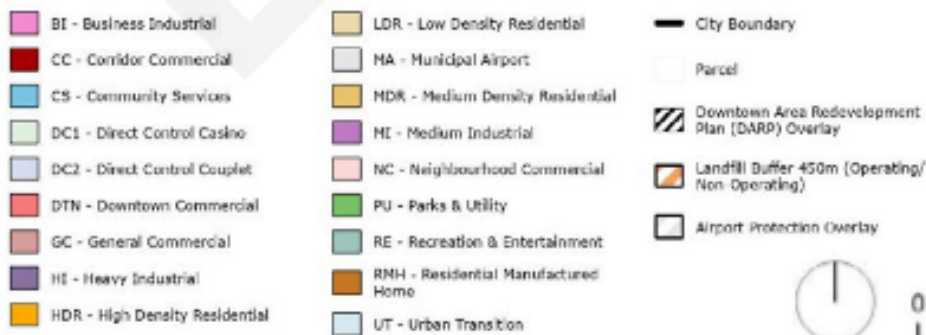 BI - Business Industrial
CC - Corridor Commercial
CS - Community Services
DC1 - Direct Control Casino
DC2 - Direct Control Couplet
DTN - Downtown Commercial
GC - General Commercial
HI - Heavy Industrial
HDR - High Density Residential
LDR - Low Density Residential
MA - Municipal Airport
MDR - Medium Density Residential
MI - Medium Industrial
NC - Neighbourhood Commercial
PU - Parks & Utility
RE - Recreation & Entertainment
RMH - Residential Manufactured
Home
UT - Urban Transition
City Boundary
Parcel
Downtown Area Redevelopment
Plan (DARP) Overlay
Landfill Buffer 450m (Operating/
Non-Operating)
Airport Protection Overlay
0